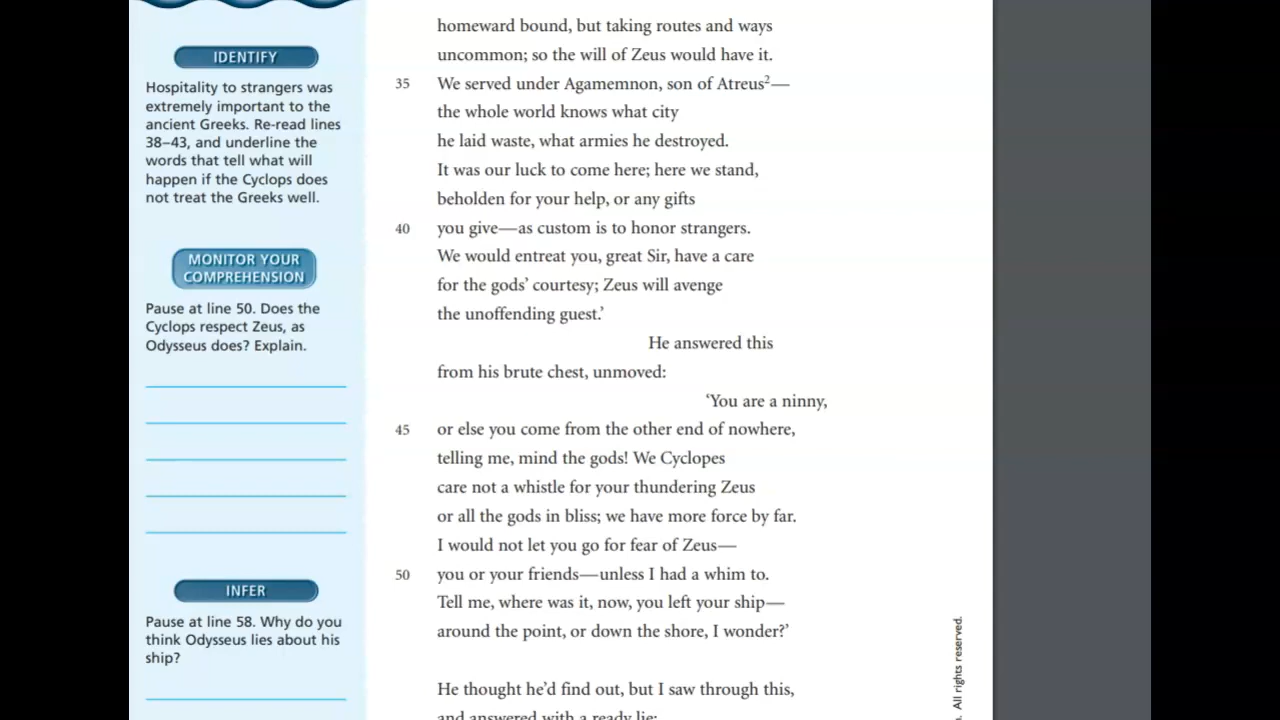 IDENTIFY
Hospitality to strangers was
extremely important to the
ancient Greeks. Re-read lines
38–43, and underline the
words that tell what will
happen if the Cyclops does
not treat the Greeks well.
MONITOR YOUR
COMPREHENSION
Pause at line 50. Does the
Cyclops respect Zeus, as
Odysseus does? Explain.
INFER
Pause at line 58. Why do you
think Odysseus lies about his
ship?
homeward bound, but taking routes and ways
uncommon; so the will of Zeus would have it.
35 We served under Agamemnon, son of Atreus²—
the whole world knows what city
he laid waste, what armies he destroyed.
It was our luck to come here; here we stand,
beholden for your help, or any gifts
40 you give—as custom is to honor strangers.
We would entreat you, great Sir, have a care
for the gods’ courtesy; Zeus will avenge
the unoffending guest.’
He answered this
from his brute chest, unmoved:
‘You are a ninny,
45 or else you come from the other end of nowhere,
telling me, mind the gods! We Cyclopes
care not a whistle for your thundering Zeus
or all the gods in bliss; we have more force by far.
I would not let you go for fear of Zeus—
50 you or your friends—unless I had a whim to.
Tell me, where was it, now, you left your ship—
around the point, or down the shore, I wonder?’
He thought he’d find out, but I saw through this,
and answered with a ready lie:
All rights reserved.